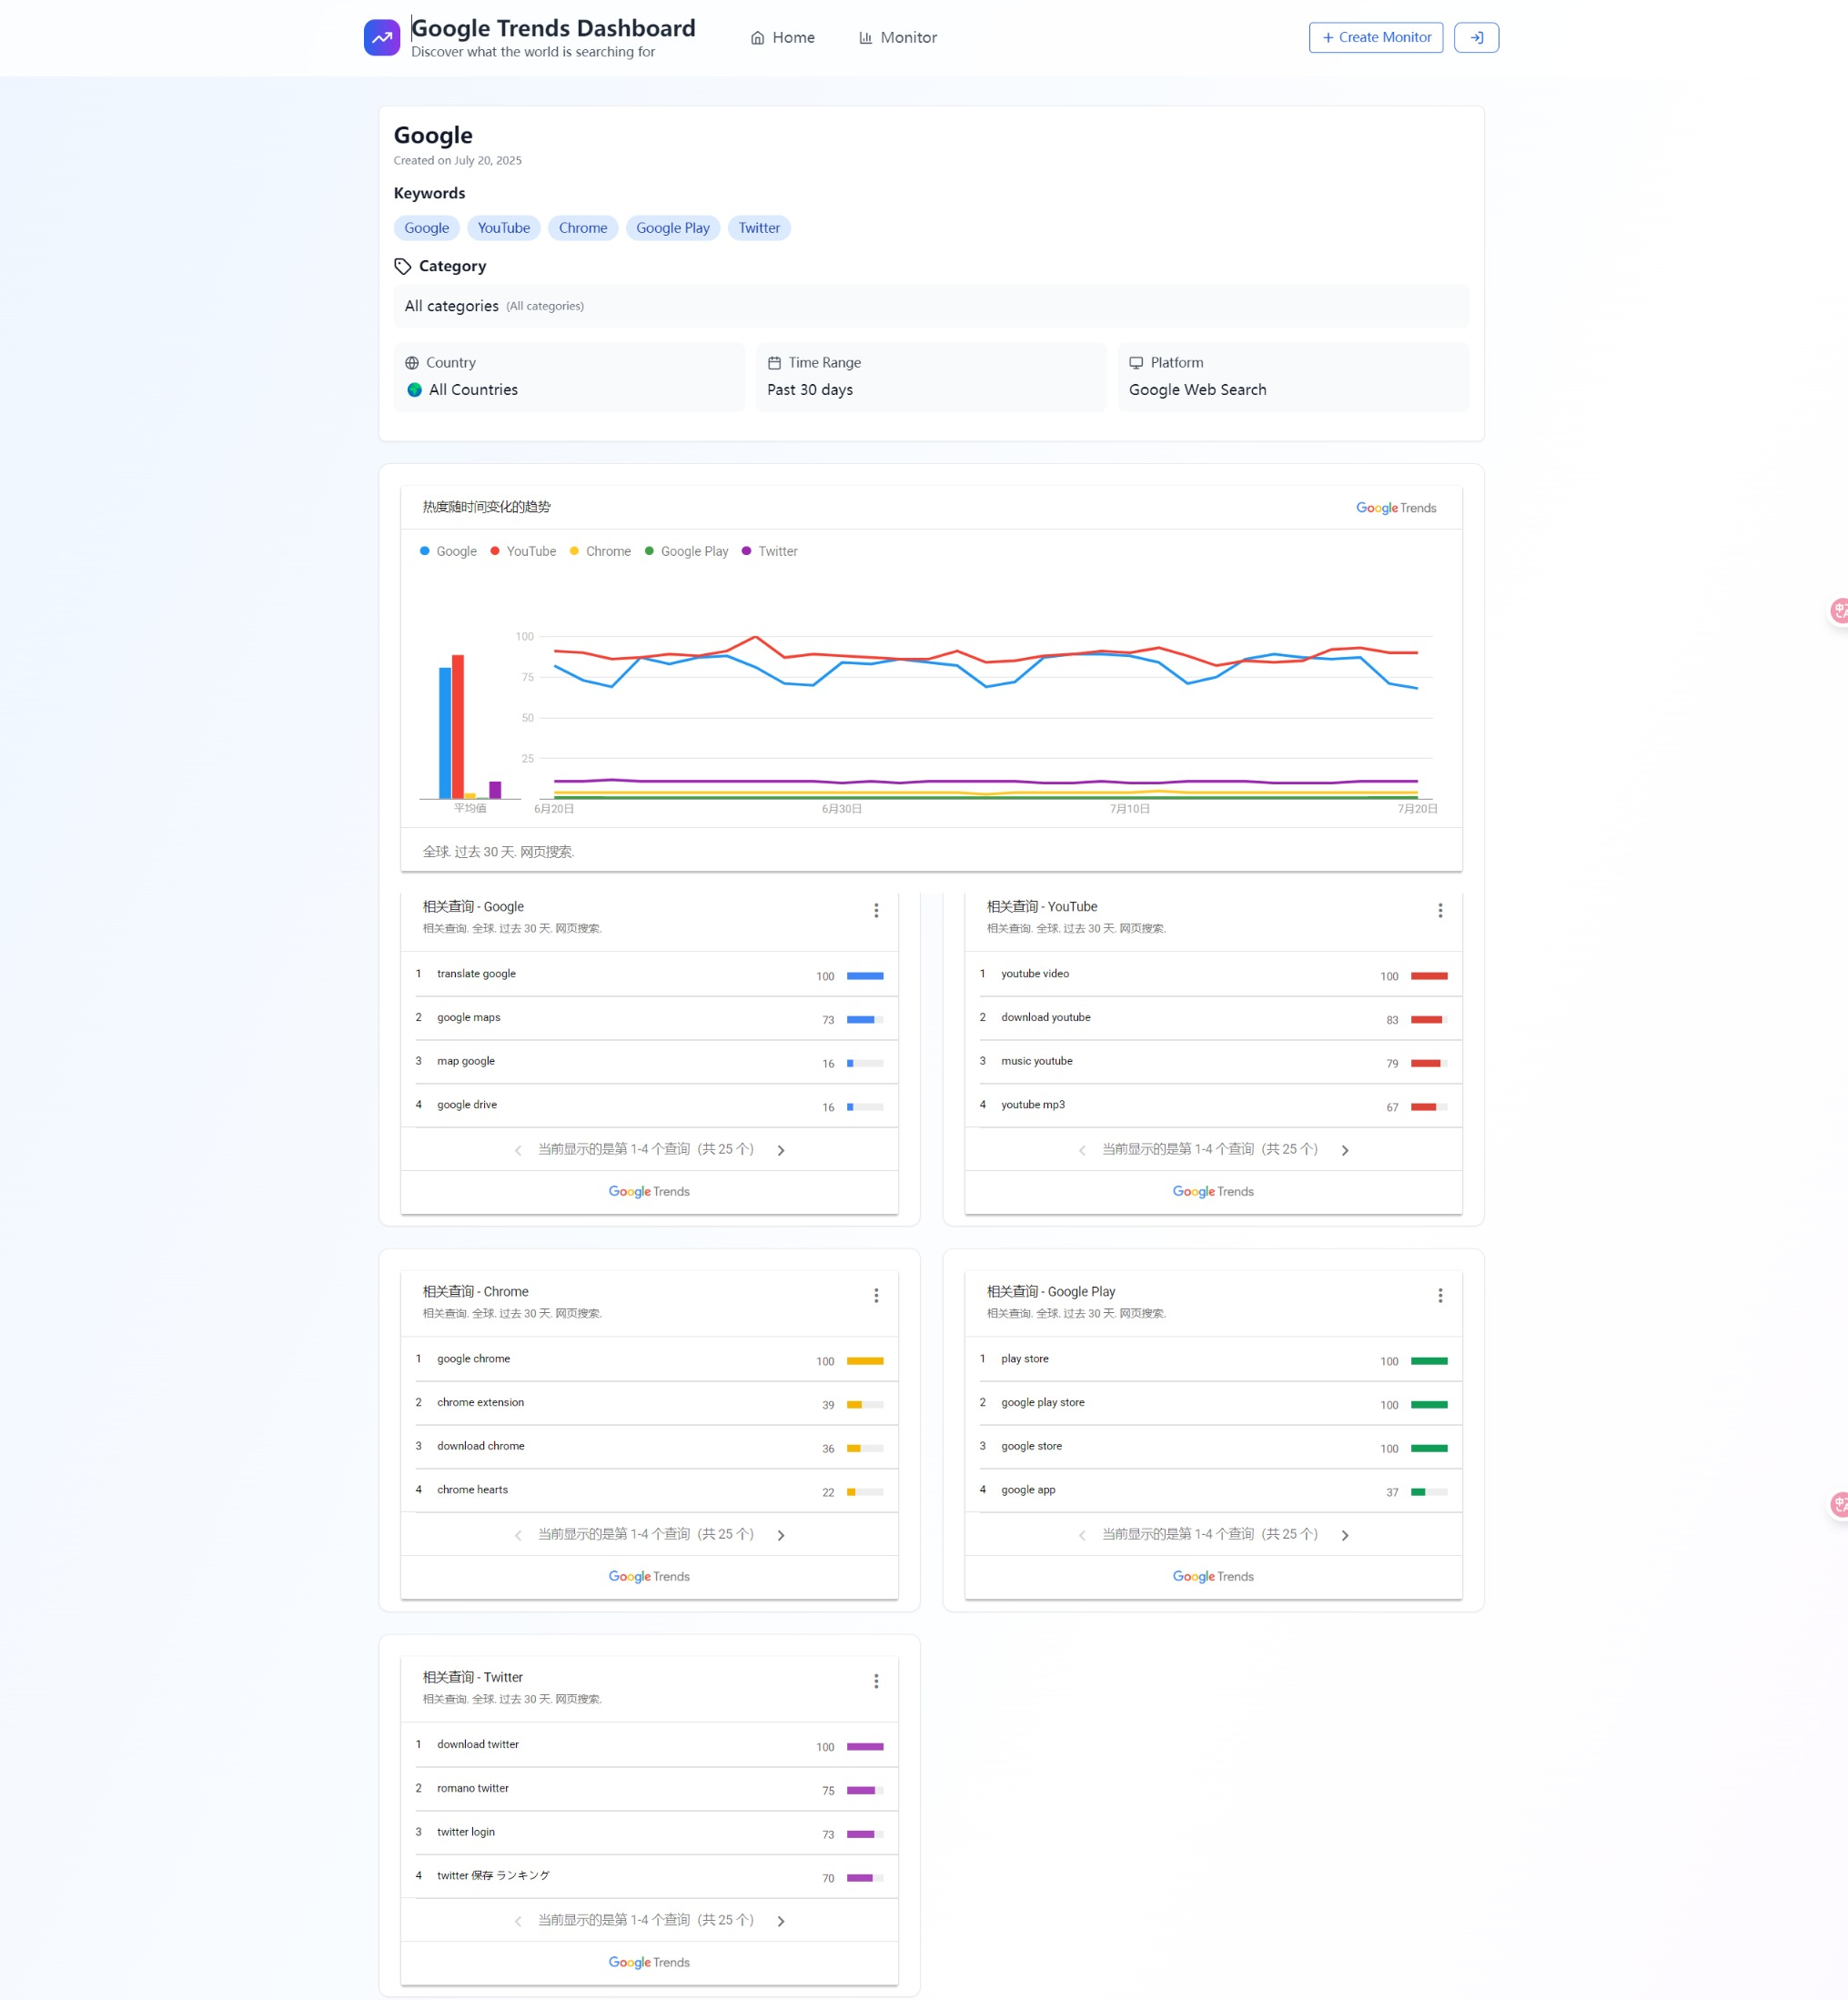 Google Trends Dashboard
Discover what the world is searching for
Home
Monitor
+ Create Monitor
Google
Created on July 20, 2025
Keywords
Google
YouTube
Chrome
Google Play
Twitter
Category
All categories (All categories)
Country
All Countries
Time Range
Past 30 days
Platform
Google Web Search
热度随时间变化的趋势
Google Trends
Google
YouTube
Chrome
Google Play
Twitter
100
75
50
25
平均值
6月20日
6月30日
7月10日
7月20日
全球. 过去 30 天. 网页搜索.
相关查询 - Google
相关查询. 全球. 过去 30 天. 网页搜索.
1 translate google 100
2 google maps 73
3 map google 16
4 google drive 16
当前显示的是第 1-4 个查询（共 25 个）
Google Trends
相关查询 - YouTube
相关查询. 全球. 过去 30 天. 网页搜索.
1 youtube video 100
2 download youtube 83
3 music youtube 79
4 youtube mp3 67
当前显示的是第 1-4 个查询（共 25 个）
Google Trends
相关查询 - Chrome
相关查询. 全球. 过去 30 天. 网页搜索.
1 google chrome 100
2 chrome extension 39
3 download chrome 36
4 chrome hearts 22
当前显示的是第 1-4 个查询（共 25 个）
Google Trends
相关查询 - Google Play
相关查询. 全球. 过去 30 天. 网页搜索.
1 play store 100
2 google play store 100
3 google store 100
4 google app 37
当前显示的是第 1-4 个查询（共 25 个）
Google Trends
相关查询 - Twitter
相关查询. 全球. 过去 30 天. 网页搜索.
1 download twitter 100
2 romano twitter 75
3 twitter login 73
4 twitter 保存 ランキング 70
当前显示的是第 1-4 个查询（共 25 个）
Google Trends